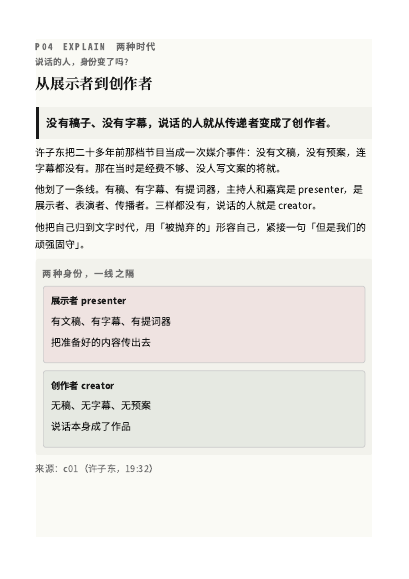 P04 EXPLAIN 两种时代
说话的人，身份变了吗？
从展示者到创作者
没有稿子、没有字幕，说话的人就从传递者变成了创作者。
许子东把二十多年前那档节目当成一次媒介事件：没有文稿，没有预案，连
字幕都没有。那在当时是经费不够、没人写文案的将就。
他划了一条线。有稿、有字幕、有提词器，主持人和嘉宾是 presenter，是
展示者、表演者、传播者。三样都没有，说话的人就是 creator。
他把自己归到文字时代，用「被抛弃的」形容自己，紧接一句「但是我们的
顽强固守」。
两种身份，一线之隔
展示者 presenter
有文稿、有字幕、有提词器
把准备好的内容传出去
创作者 creator
无稿、无字幕、无预案
说话本身成了作品
来源：c01（许子东，19:32）